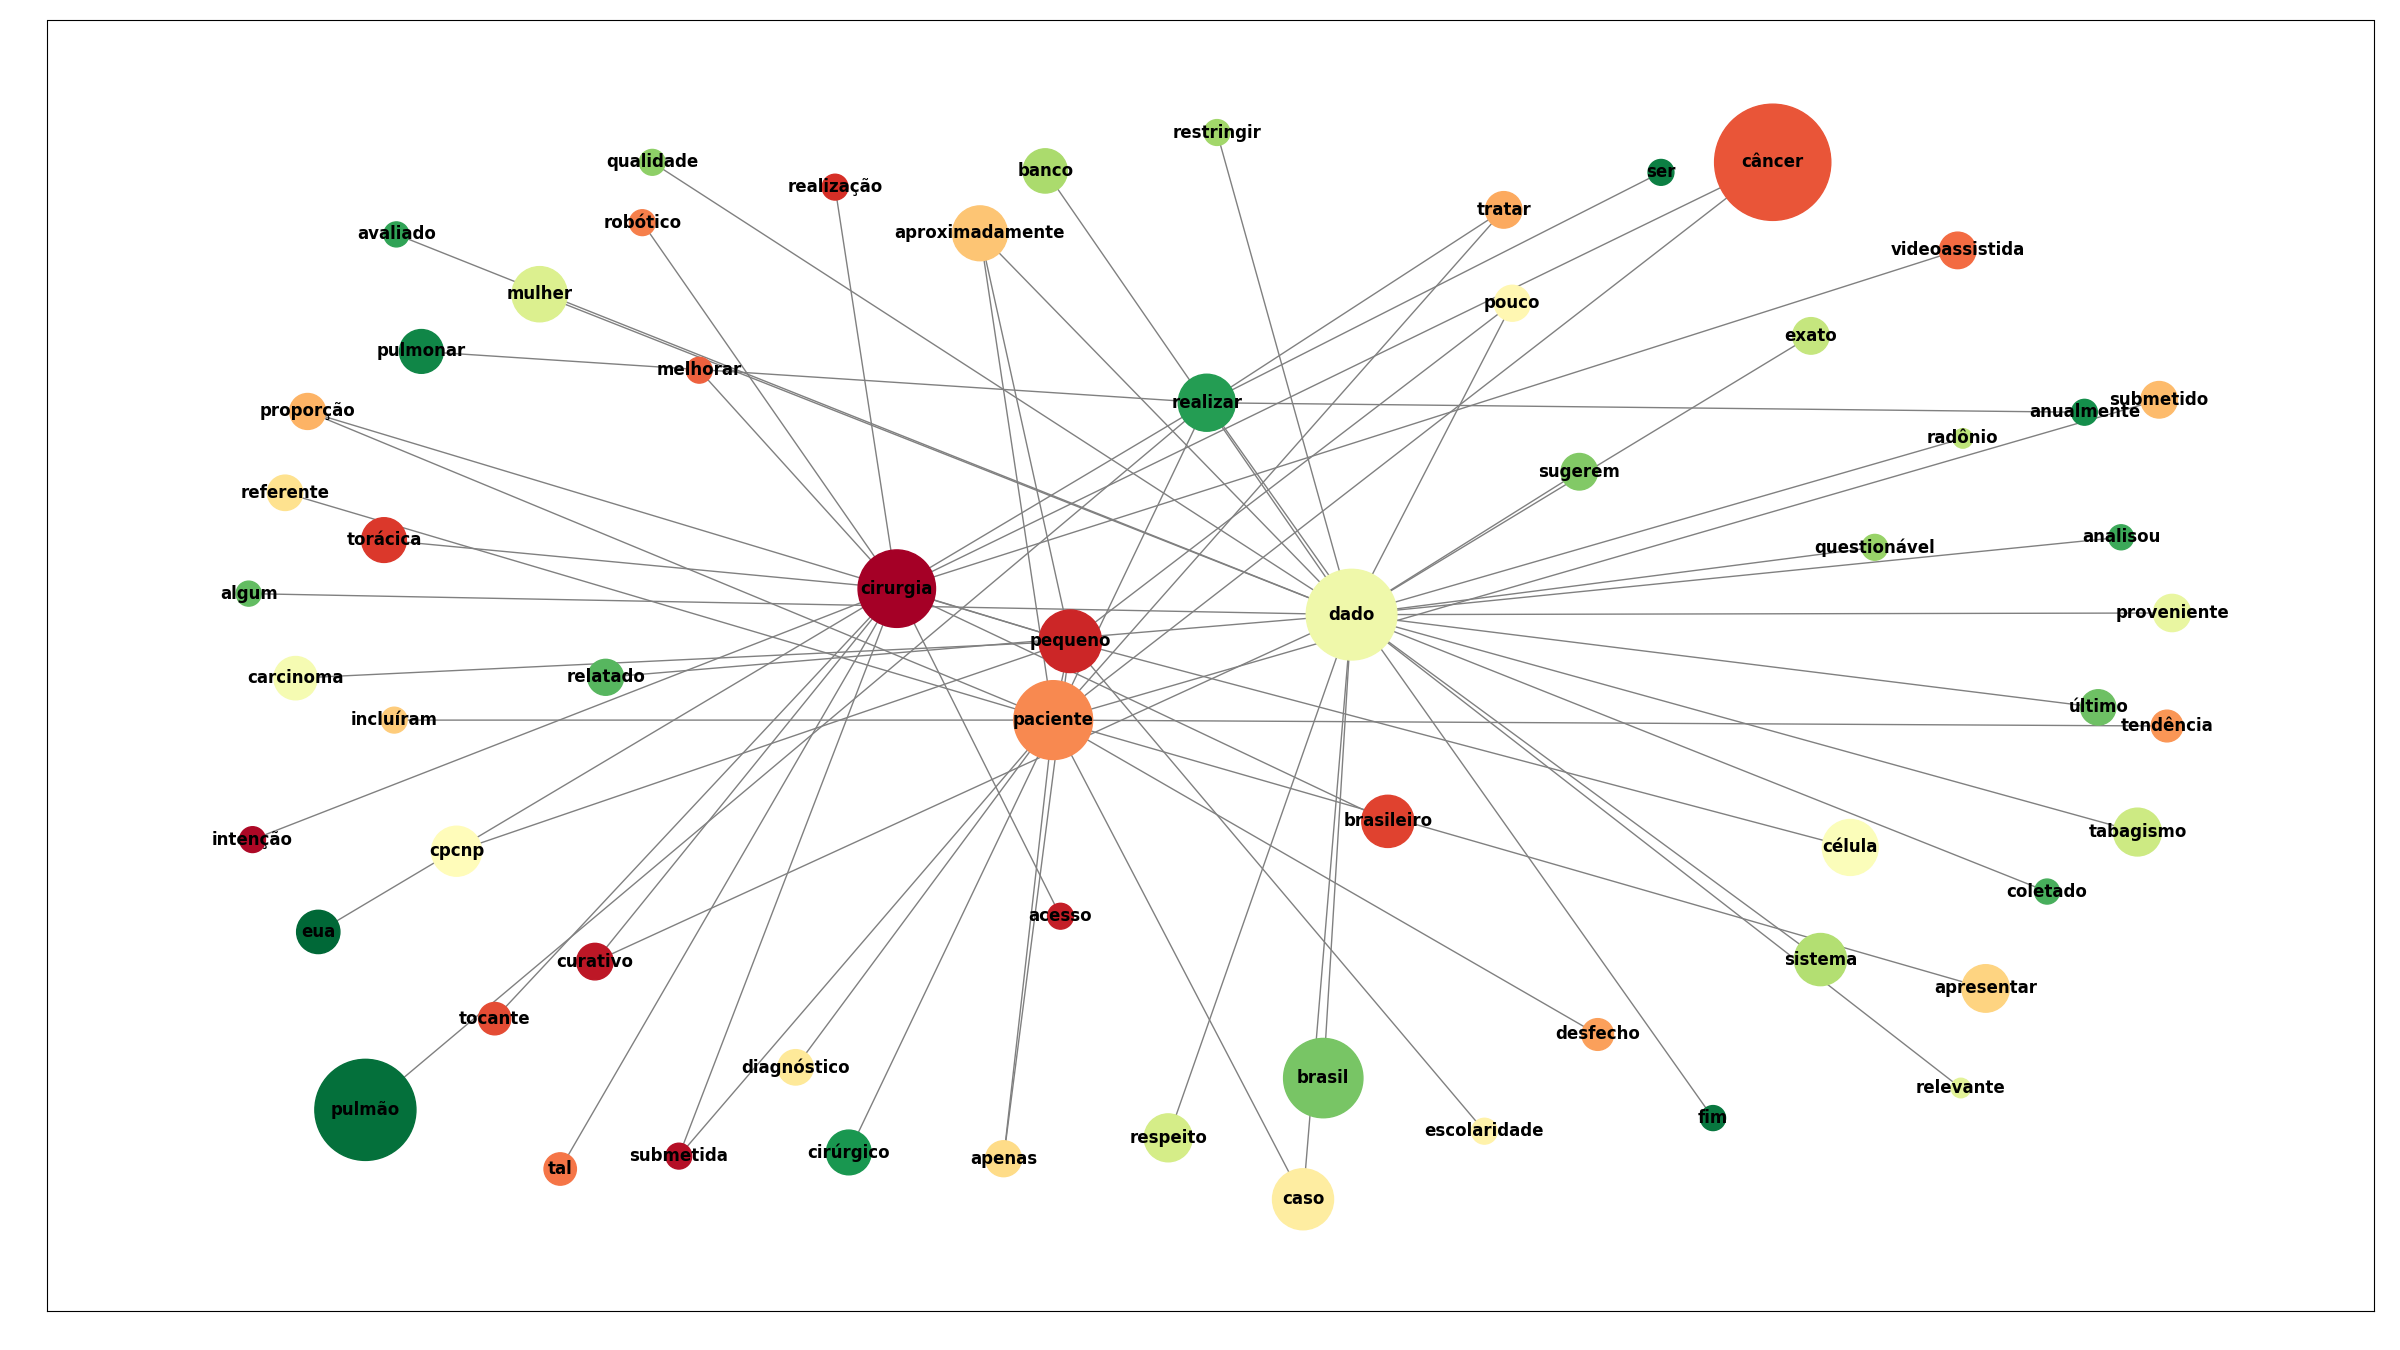 restringir
qualidade
câncer
banco
ser
realização
tratar
robótico
aproximadamente
avaliado
videoassistida
mulher
pouco
exato
pulmonar
melhorar
submetido
realizar
proporção
anualmente
radônio
sugerem
referente
analisou
torácica
questionável
cirurgia
algum
proveniente
dado
pequeno
relatado
carcinoma
último
incluíram
paciente
tendência
brasileiro
tabagismo
intenção
célula
cpcnp
coletado
acesso
eua
sistema
curativo
apresentar
tocante
desfecho
diagnóstico
brasil
relevante
pulmão
fim
escolaridade
respeito
cirúrgico
submetida
apenas
tal
caso